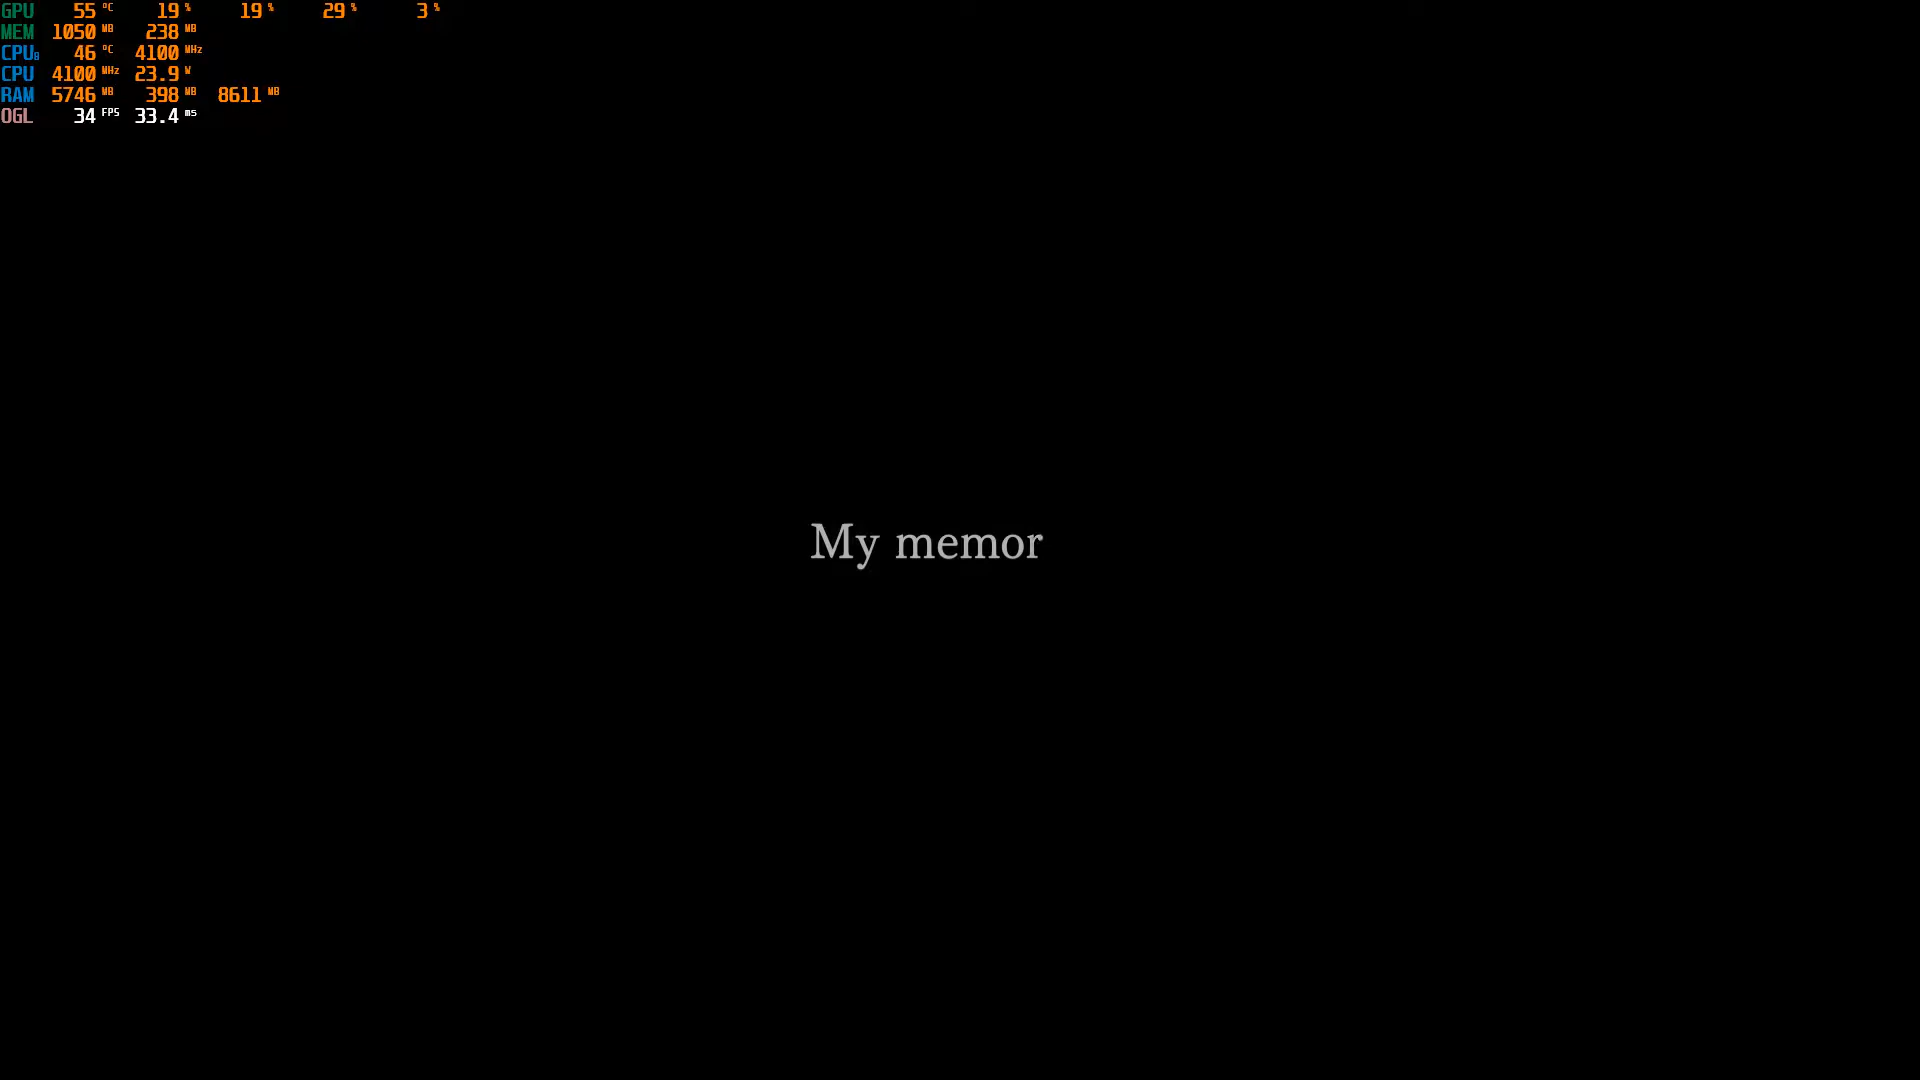 GPU 55 °C 19 % 19 % 29 % 3 %
MEM 1050 MB 238 MB
CPU8 46 °C 4100 MHz
CPU 4100 MHz 23.9 W
RAM 5746 MB 398 MB 8611 MB
OGL 34 FPS 33.4 ms
My memor